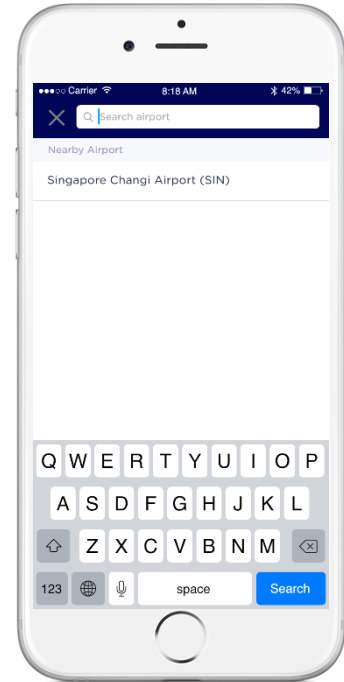 Carrier 8:18 AM 42%
Search airport
Nearby Airport
Singapore Changi Airport (SIN)
Q W E R T Y U I O P
A S D F G H J K L
Z X C V B N M
123 space Search